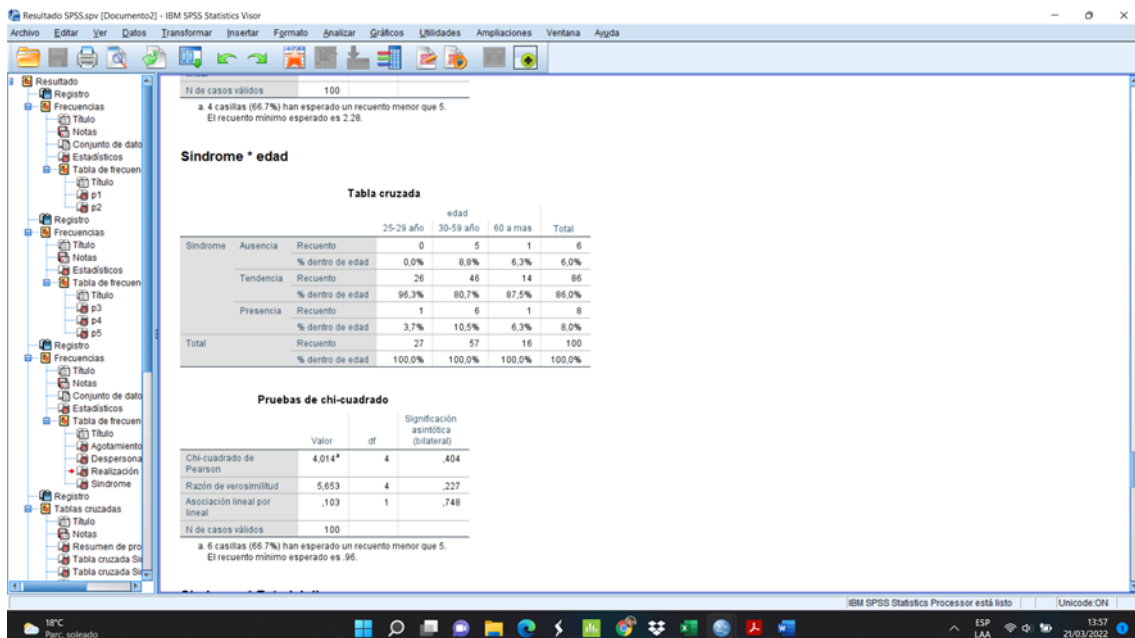 Resultado SPSS.spv [Documento2] - IBM SPSS Statistics Visor
Archivo Editar Ver Datos Transformar Insertar Formato Analizar Gráficos Utilidades Ampliaciones Ventana Ayuda
Resultado
Registro
Frecuencias
Título
Notas
Conjunto de dato
Estadísticos
Tabla de frecuen
Título
p1
p2
Registro
Frecuencias
Título
Notas
Estadísticos
Tabla de frecuen
Título
p3
p4
p5
Registro
Frecuencias
Título
Notas
Conjunto de dato
Estadísticos
Tabla de frecuen
Título
Agotamiento
Despersona
Realización
Sindrome
Registro
Tablas cruzadas
Título
Notas
Resumen de pro
Tabla cruzada Sin
Tabla cruzada Sin
N de casos válidos 100
a. 4 casillas (66.7%) han esperado un recuento menor que 5.
El recuento mínimo esperado es 2.28.
Sindrome * edad
Tabla cruzada
edad
25-29 año 30-59 año 60 a mas Total
Sindrome Ausencia Recuento 0 5 1 6
% dentro de edad 0,0% 8,8% 6,3% 6,0%
Tendencia Recuento 26 46 14 86
% dentro de edad 96,3% 80,7% 87,5% 86,0%
Presencia Recuento 1 6 1 8
% dentro de edad 3,7% 10,5% 6,3% 8,0%
Total Recuento 27 57 16 100
% dentro de edad 100,0% 100,0% 100,0% 100,0%
Pruebas de chi-cuadrado
Valor df Significación
asintótica
(bilateral)
Chi-cuadrado de
Pearson 4,014ª 4 ,404
Razón de verosimilitud 5,653 4 ,227
Asociación lineal por
lineal ,103 1 ,748
N de casos válidos 100
a. 6 casillas (66.7%) han esperado un recuento menor que 5.
El recuento mínimo esperado es .96.
IBM SPSS Statistics Processor está listo Unicode:ON
18°C
Parc. soleado
ESP
LAA
13:57
21/03/2022